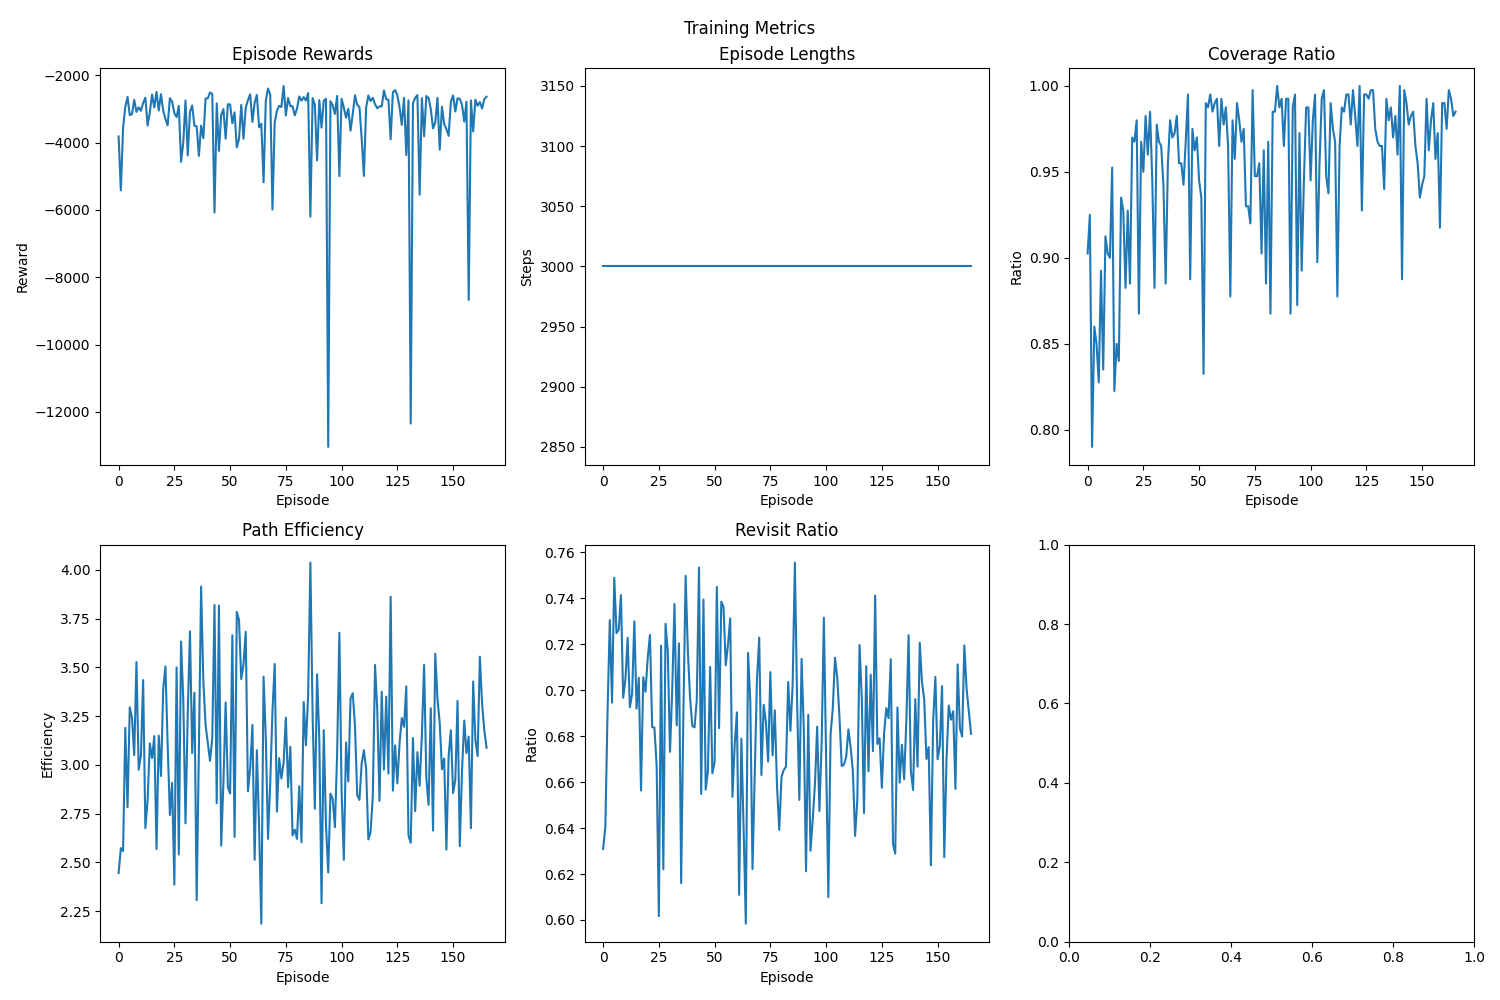 Training Metrics
Episode Rewards
−2000
−4000
−6000
−8000
−10000
−12000
Reward
0 25 50 75 100 125 150
Episode
Episode Lengths
3150
3100
3050
3000
2950
2900
2850
Steps
0 25 50 75 100 125 150
Episode
Coverage Ratio
1.00
0.95
0.90
0.85
0.80
Ratio
0 25 50 75 100 125 150
Episode
Path Efficiency
4.00
3.75
3.50
3.25
3.00
2.75
2.50
2.25
Efficiency
0 25 50 75 100 125 150
Episode
Revisit Ratio
0.76
0.74
0.72
0.70
0.68
0.66
0.64
0.62
0.60
Ratio
0 25 50 75 100 125 150
Episode
1.0
0.8
0.6
0.4
0.2
0.0
0.0 0.2 0.4 0.6 0.8 1.0